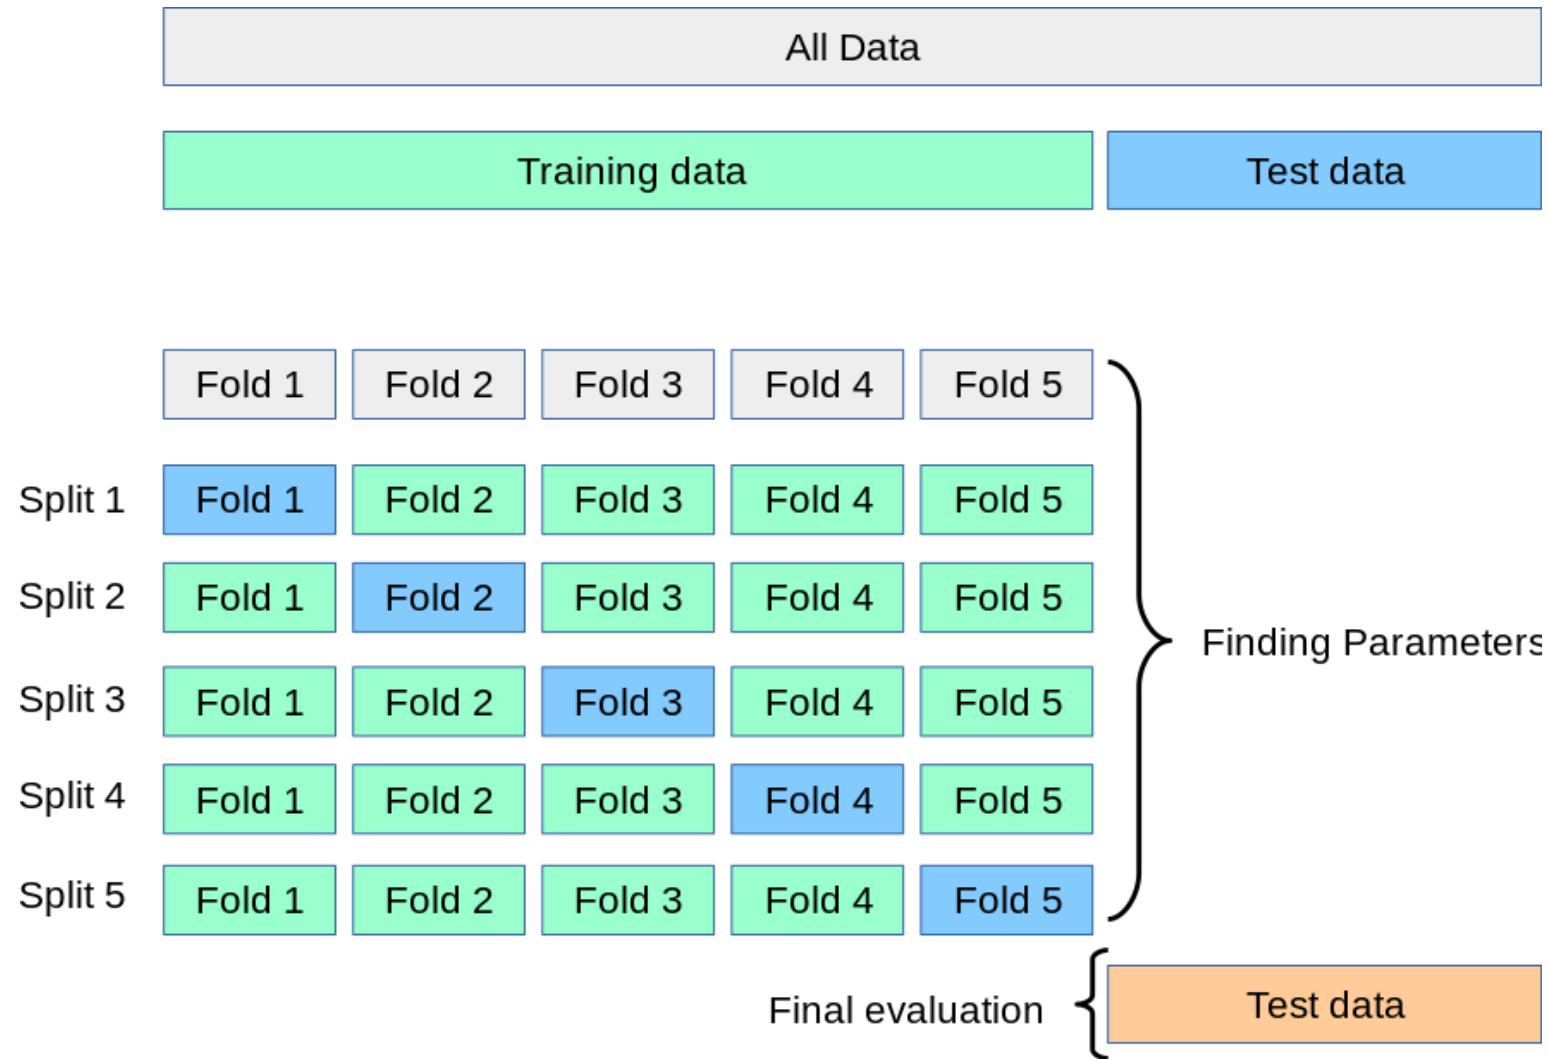 All Data
Training data Test data
Fold 1 Fold 2 Fold 3 Fold 4 Fold 5
Split 1 Fold 1 Fold 2 Fold 3 Fold 4 Fold 5
Split 2 Fold 1 Fold 2 Fold 3 Fold 4 Fold 5
Finding Parameters
Split 3 Fold 1 Fold 2 Fold 3 Fold 4 Fold 5
Split 4 Fold 1 Fold 2 Fold 3 Fold 4 Fold 5
Split 5 Fold 1 Fold 2 Fold 3 Fold 4 Fold 5
Final evaluation Test data